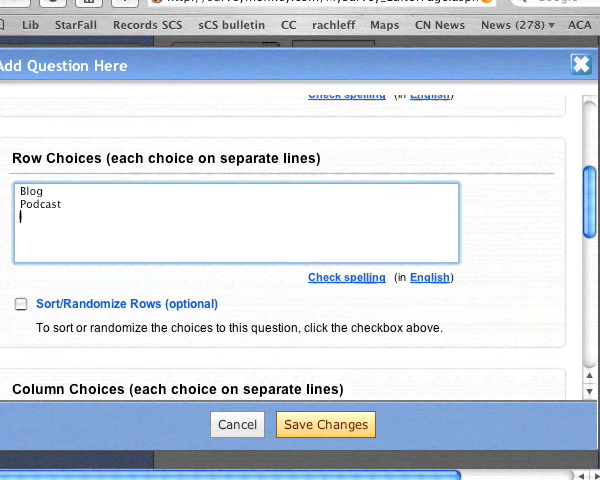 Lib StarFall Records SCS sCS bulletin CC rachleff Maps CN News News (278) ACA
Add Question Here
Check spelling (in English)
Row Choices (each choice on separate lines)
Blog
Podcast
Check spelling (in English)
Sort/Randomize Rows (optional)
To sort or randomize the choices to this question, click the checkbox above.
Column Choices (each choice on separate lines)
Cancel Save Changes